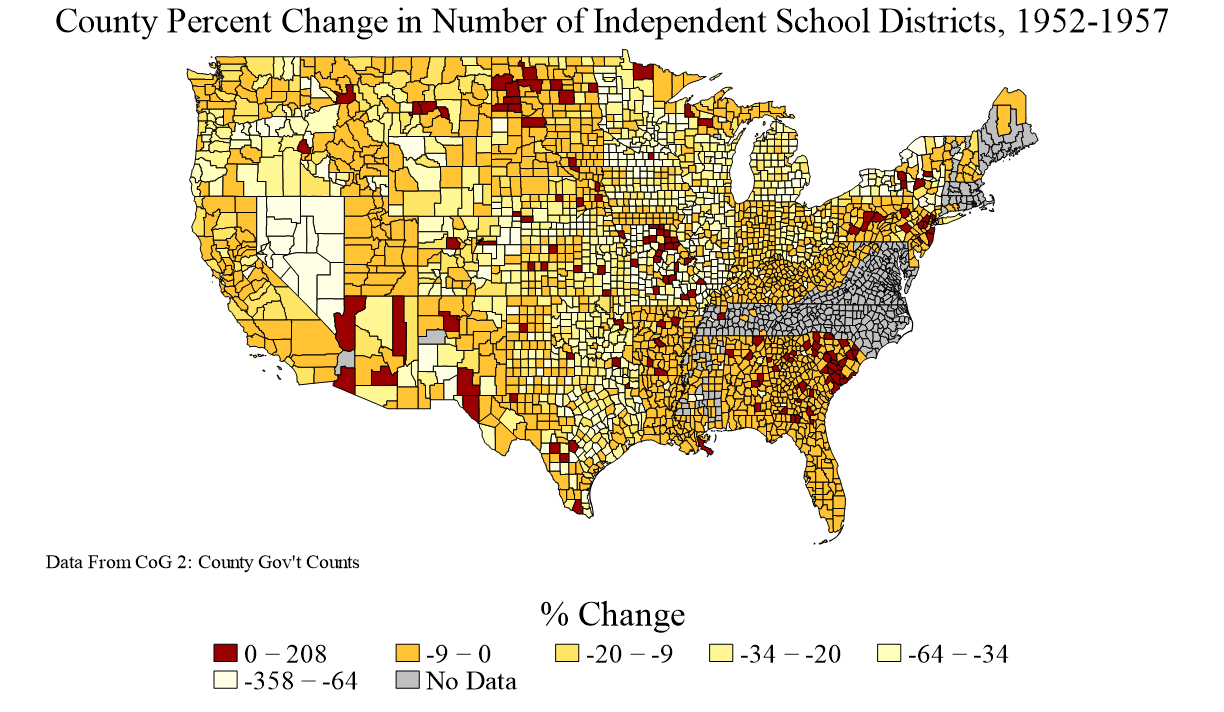 County Percent Change in Number of Independent School Districts, 1952-1957
Data From CoG 2: County Gov't Counts
% Change
0 – 208 -9 – 0 -20 – -9 -34 – -20 -64 – -34
-358 – -64 No Data